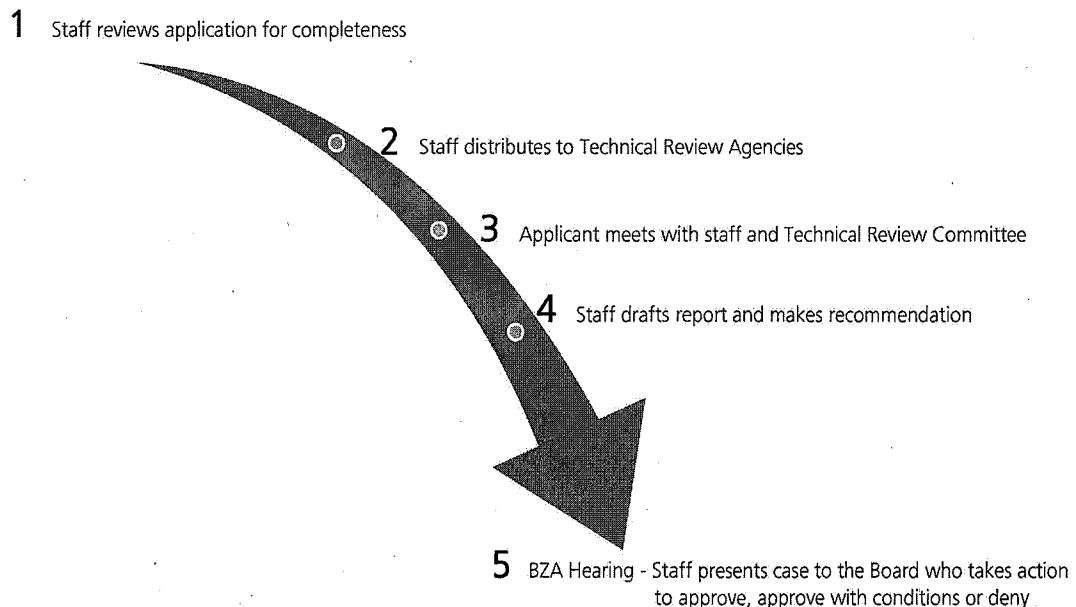 1 Staff reviews application for completeness
2 Staff distributes to Technical Review Agencies
3 Applicant meets with staff and Technical Review Committee
4 Staff drafts report and makes recommendation
5 BZA Hearing - Staff presents case to the Board who takes action
to approve, approve with conditions or deny